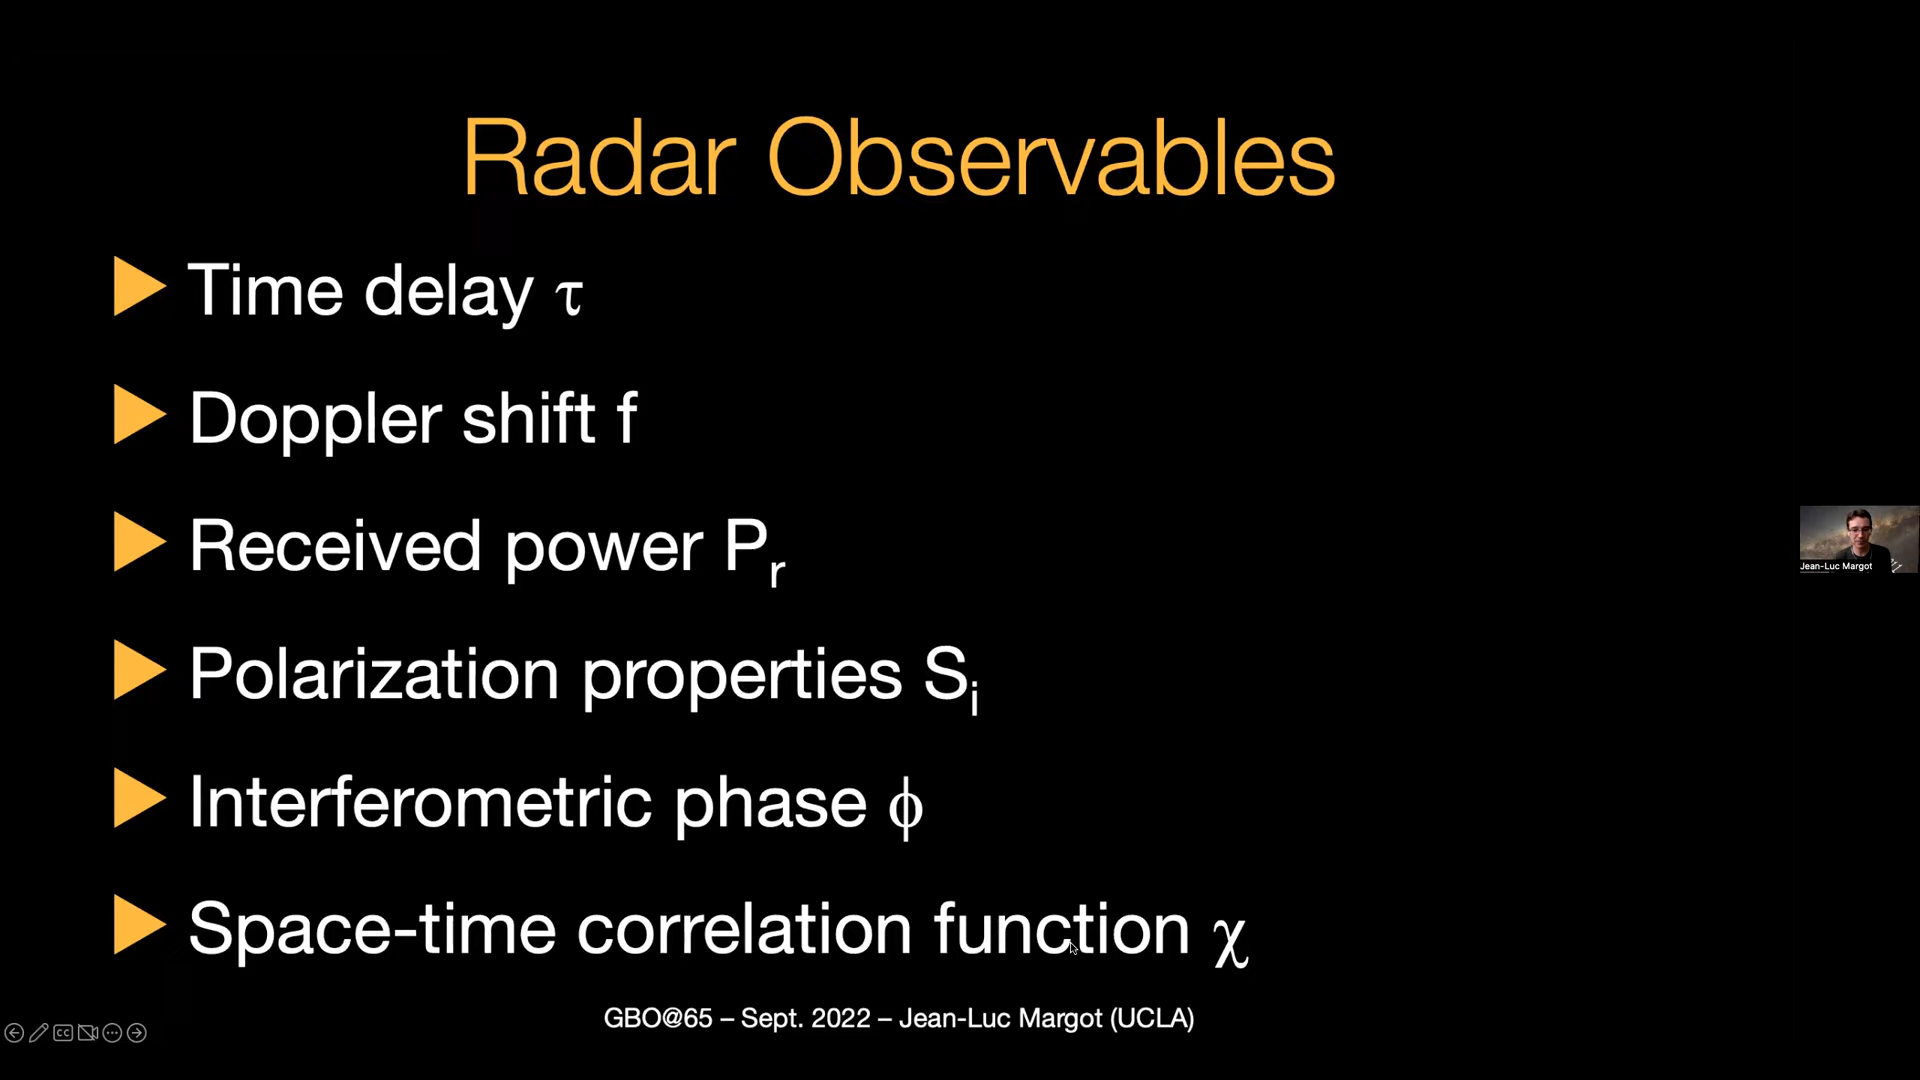 Radar Observables
Time delay τ
Doppler shift f
Received power Pr
Polarization properties Si
Interferometric phase ϕ
Space-time correlation function χ
Jean-Luc Margot
GBO@65 – Sept. 2022 – Jean-Luc Margot (UCLA)
CC